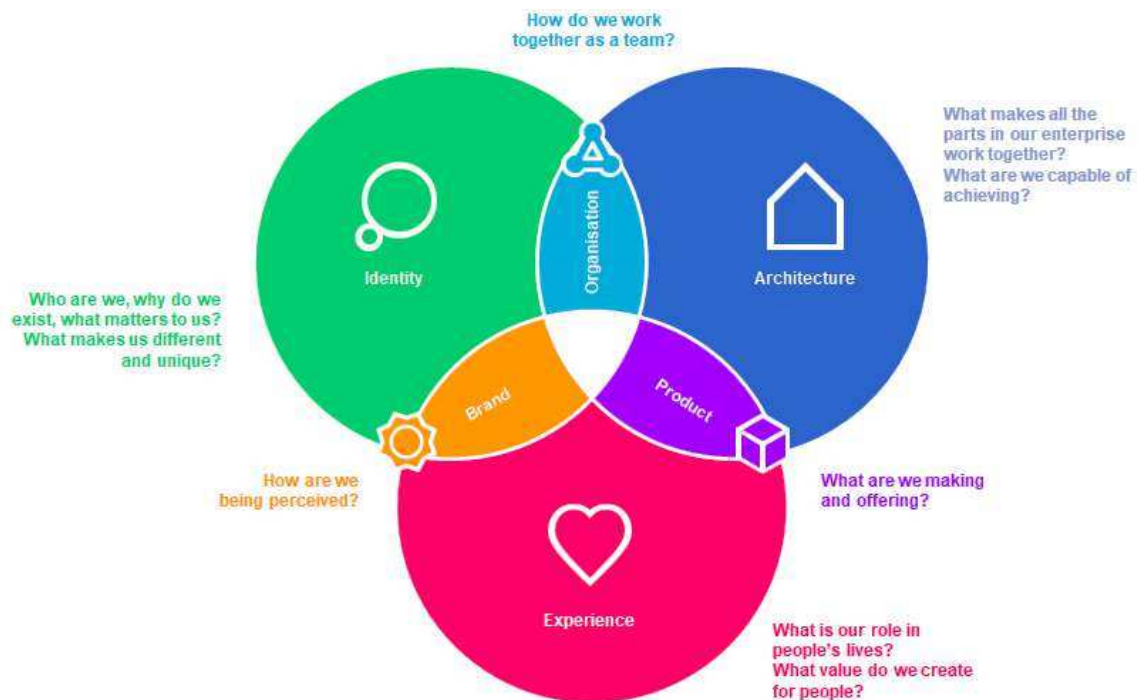 How do we work
together as a team?
What makes all the
parts in our enterprise
work together?
What are we capable of
achieving?
Organisation
Identity
Architecture
Who are we, why do we
exist, what matters to us?
What makes us different
and unique?
Brand
Product
How are we
being perceived?
What are we making
and offering?
Experience
What is our role in
people's lives?
What value do we create
for people?